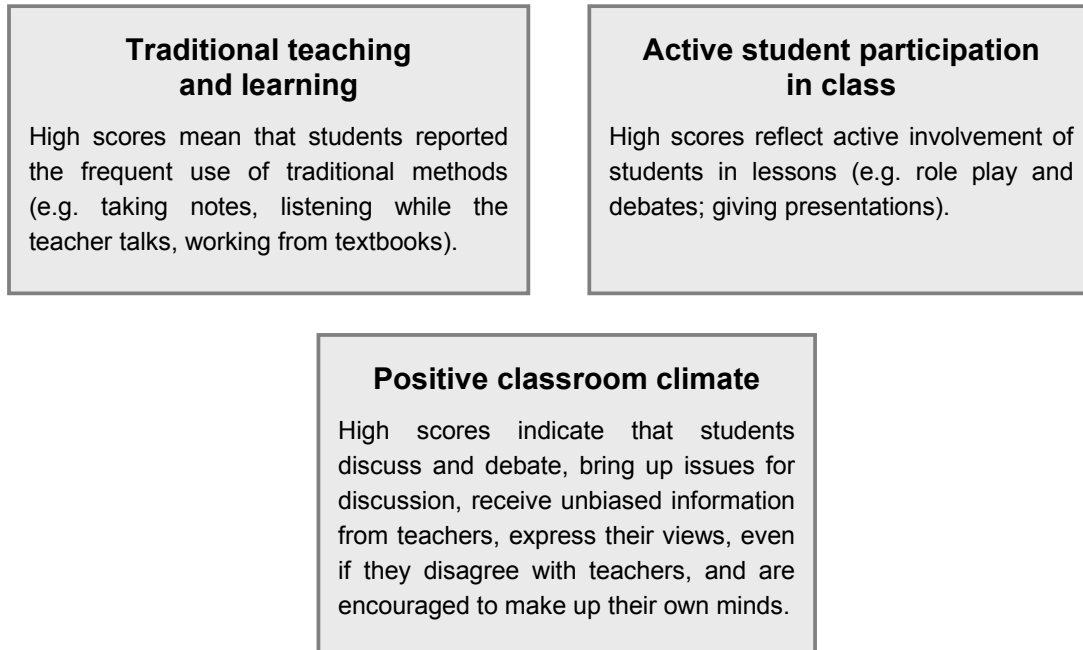 Traditional teaching
and learning
High scores mean that students reported
the frequent use of traditional methods
(e.g. taking notes, listening while the
teacher talks, working from textbooks).
Active student participation
in class
High scores reflect active involvement of
students in lessons (e.g. role play and
debates; giving presentations).
Positive classroom climate
High scores indicate that students
discuss and debate, bring up issues for
discussion, receive unbiased information
from teachers, express their views, even
if they disagree with teachers, and are
encouraged to make up their own minds.